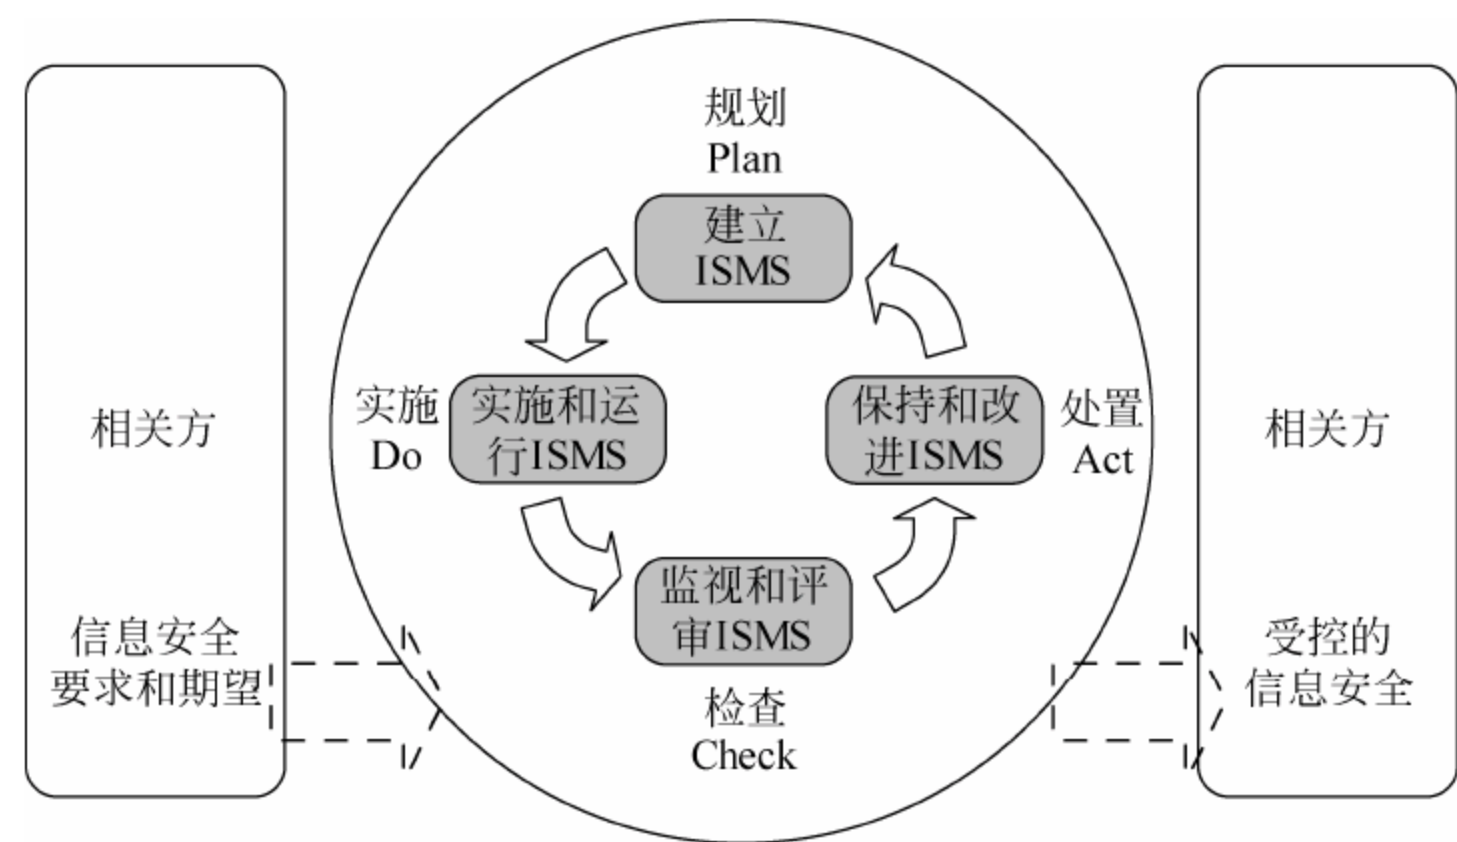 规划
Plan
建立
ISMS
实施
Do
实施和运
行ISMS
保持和改
进ISMS
处置
Act
监视和评
审ISMS
检查
Check
相关方
信息安全
要求和期望
相关方
受控的
信息安全